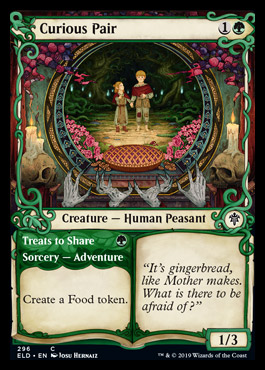 Curious Pair 1
Creature — Human Peasant
Treats to Share
Sorcery — Adventure
Create a Food token.
“It’s gingerbread,
like Mother makes.
What is there to
be afraid of?”
1/3
296 C
ELD • EN Josu Hernaiz
™ & © 2019 Wizards of the Coast